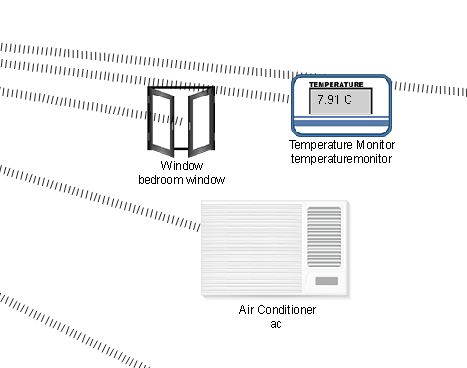 TEMPERATURE
7.91 C
Temperature Monitor
temperaturemonitor
Window
bedroom window
Air Conditioner
ac